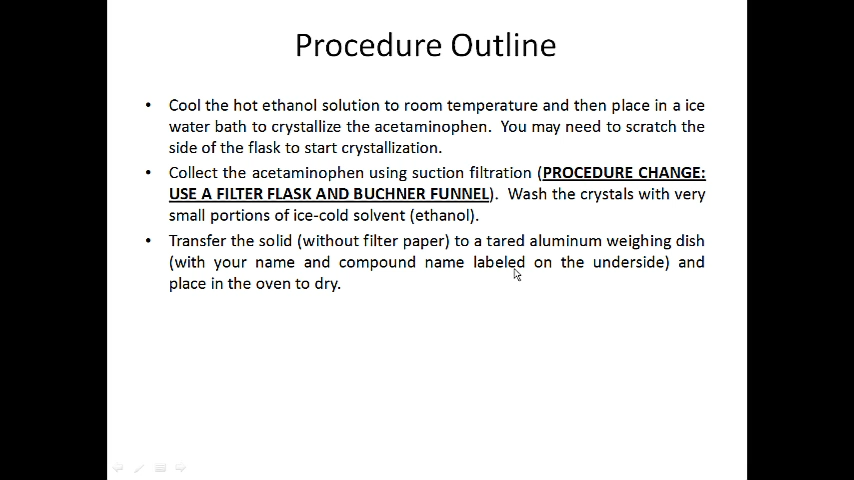 Procedure Outline
• Cool the hot ethanol solution to room temperature and then place in a ice
water bath to crystallize the acetaminophen. You may need to scratch the
side of the flask to start crystallization.
• Collect the acetaminophen using suction filtration (PROCEDURE CHANGE:
USE A FILTER FLASK AND BUCHNER FUNNEL). Wash the crystals with very
small portions of ice-cold solvent (ethanol).
• Transfer the solid (without filter paper) to a tared aluminum weighing dish
(with your name and compound name labeled on the underside) and
place in the oven to dry.